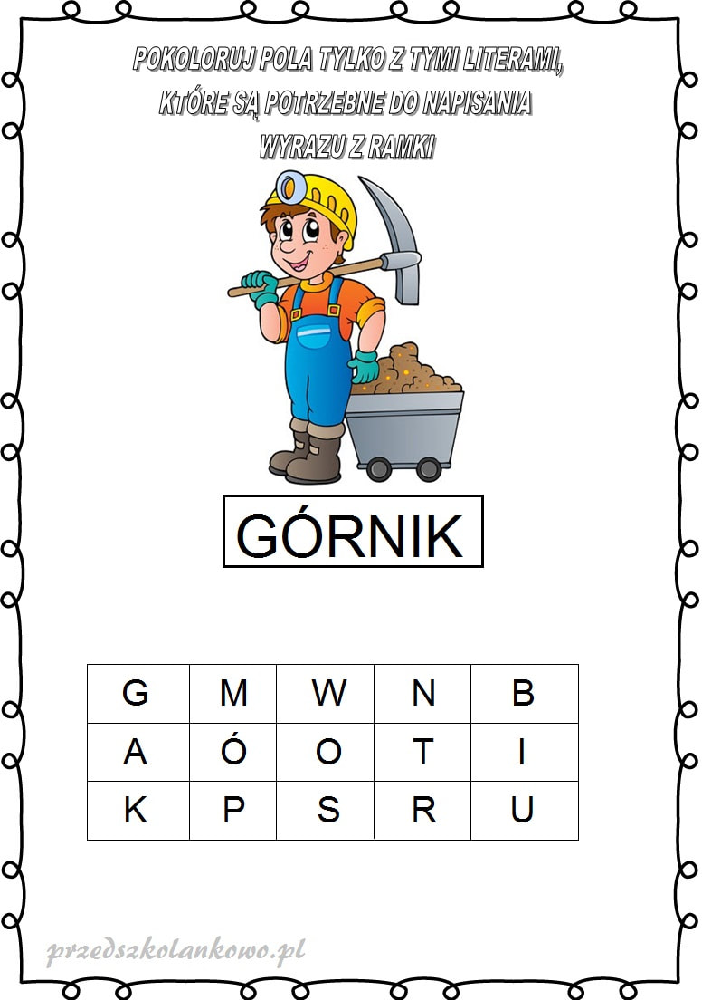 POKOLORUJ POLA TYLKO Z TYMI LITERAMI,
KTÓRE SĄ POTRZEBNE DO NAPISANIA
WYRAZU Z RAMKI
GÓRNIK
G M W N B
A Ó O T I
K P S R U
przedszkolankowo.pl